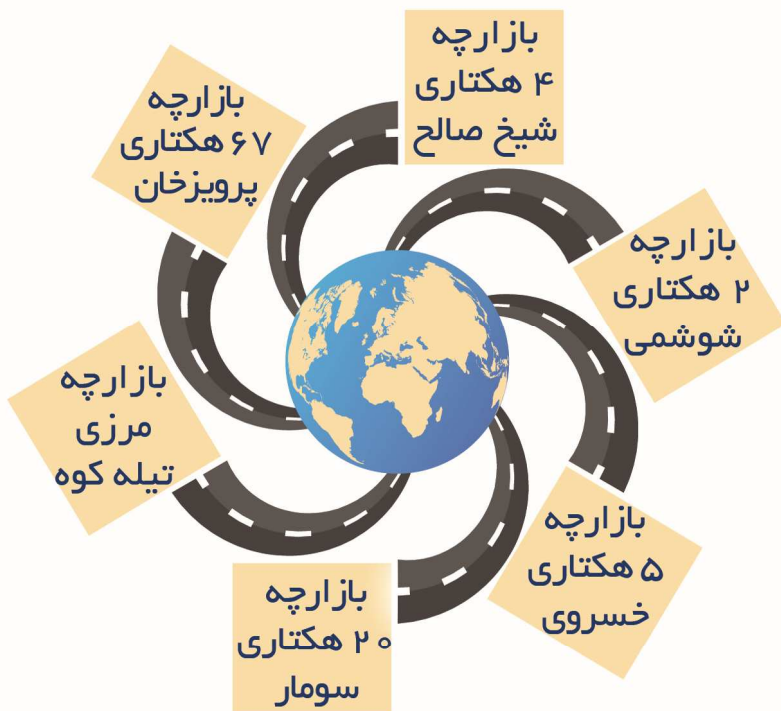 بازارچه
۴ هکتاری
شیخ صالح
بازارچه
۲ هکتاری
شوشمی
بازارچه
۵ هکتاری
خسروی
بازارچه
۲۰ هکتاری
سومار
بازارچه
مرزی
تیله کوه
بازارچه
۶۷ هکتاری
پرویزخان